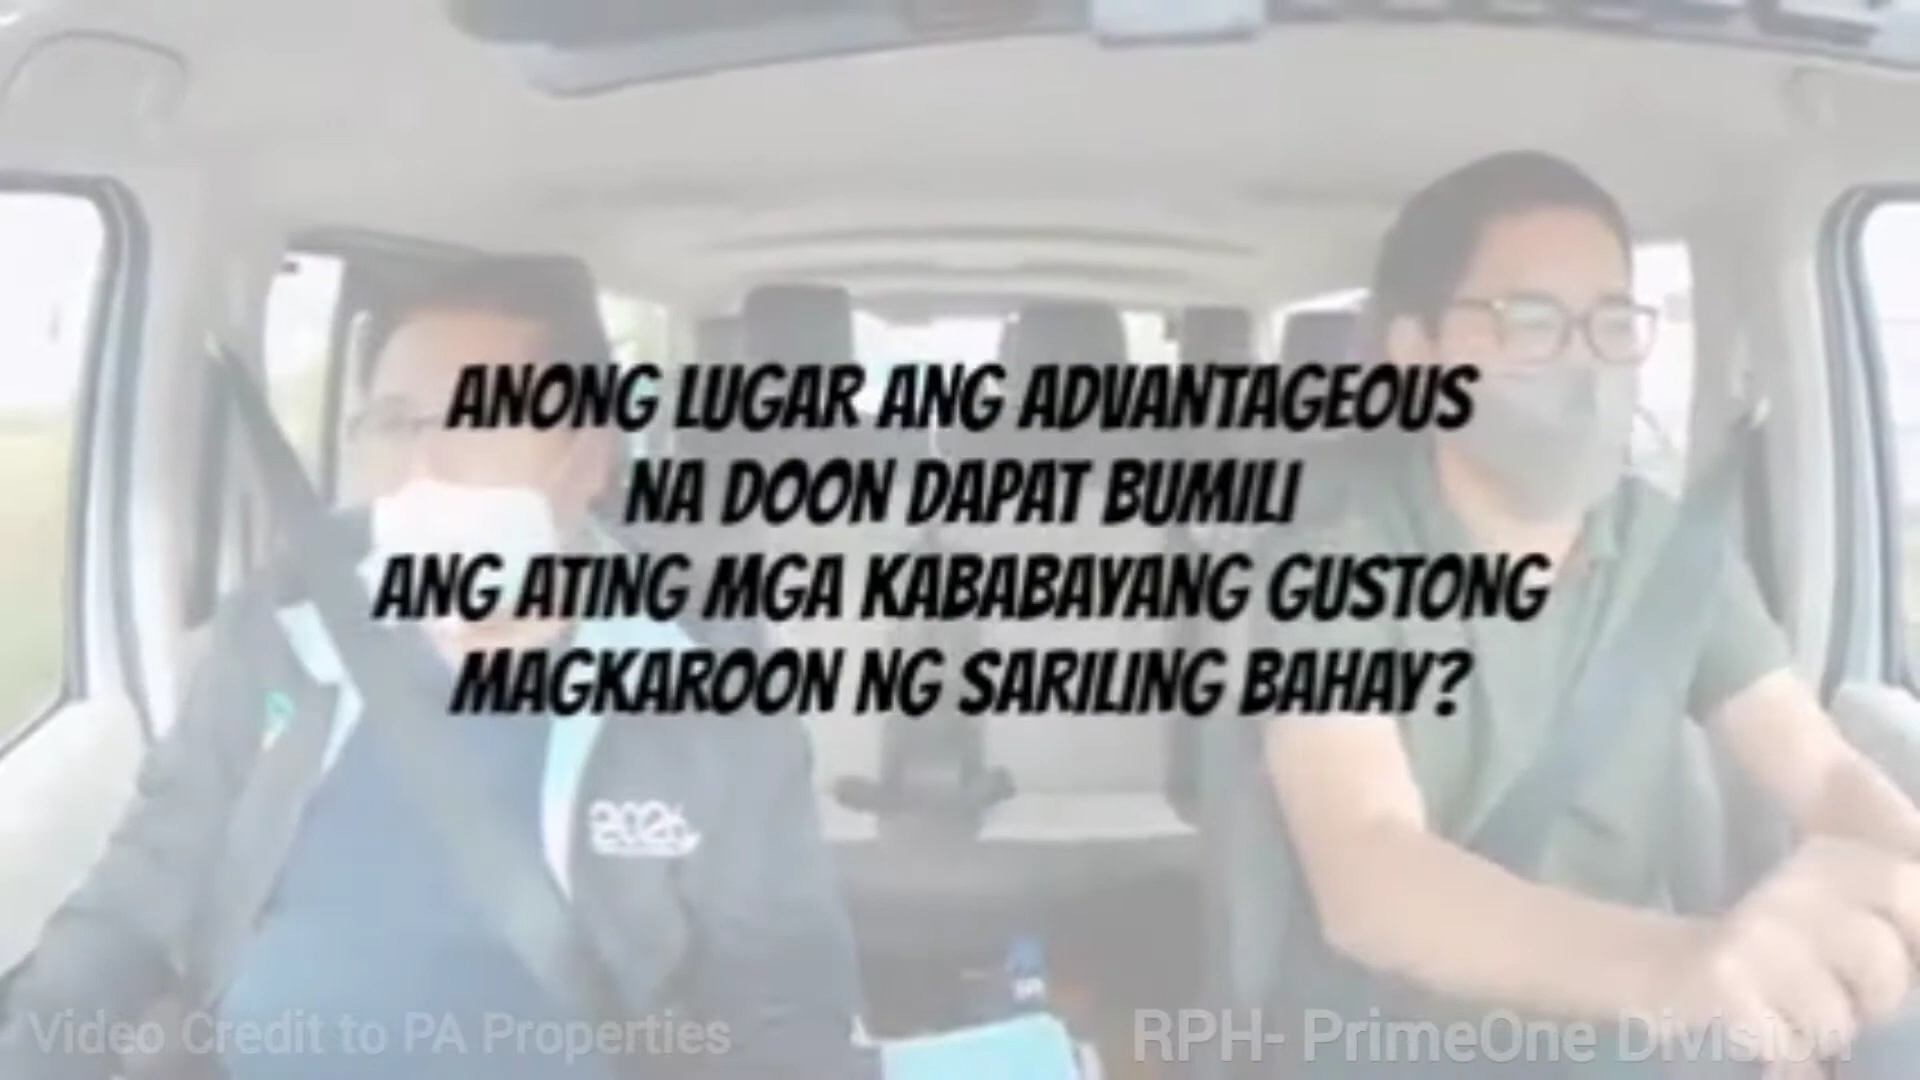 ANONG LUGAR ANG ADVANTAGEOUS
NA DOON DAPAT BUMILI
ANG ATING MGA KABABAYANG GUSTONG
MAGKAROON NG SARILING BAHAY?
2026
Video Credit to PA Properties
RPH- PrimeOne Division